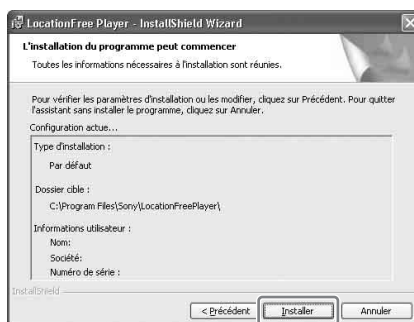 LocationFree Player - InstallShield Wizard
L'installation du programme peut commencer
Toutes les informations nécessaires à l'installation sont réunies.
Pour vérifier les paramètres d'installation ou les modifier, cliquez sur Précédent. Pour quitter
l'assistant sans installer le programme, cliquez sur Annuler.
Configuration actue...
Type d'installation :
Par défaut
Dossier cible :
C:\Program Files\Sony\LocationFreePlayer\
Informations utilisateur :
Nom:
Société:
Numéro de série :
InstallShield
< Précédent
Installer
Annuler